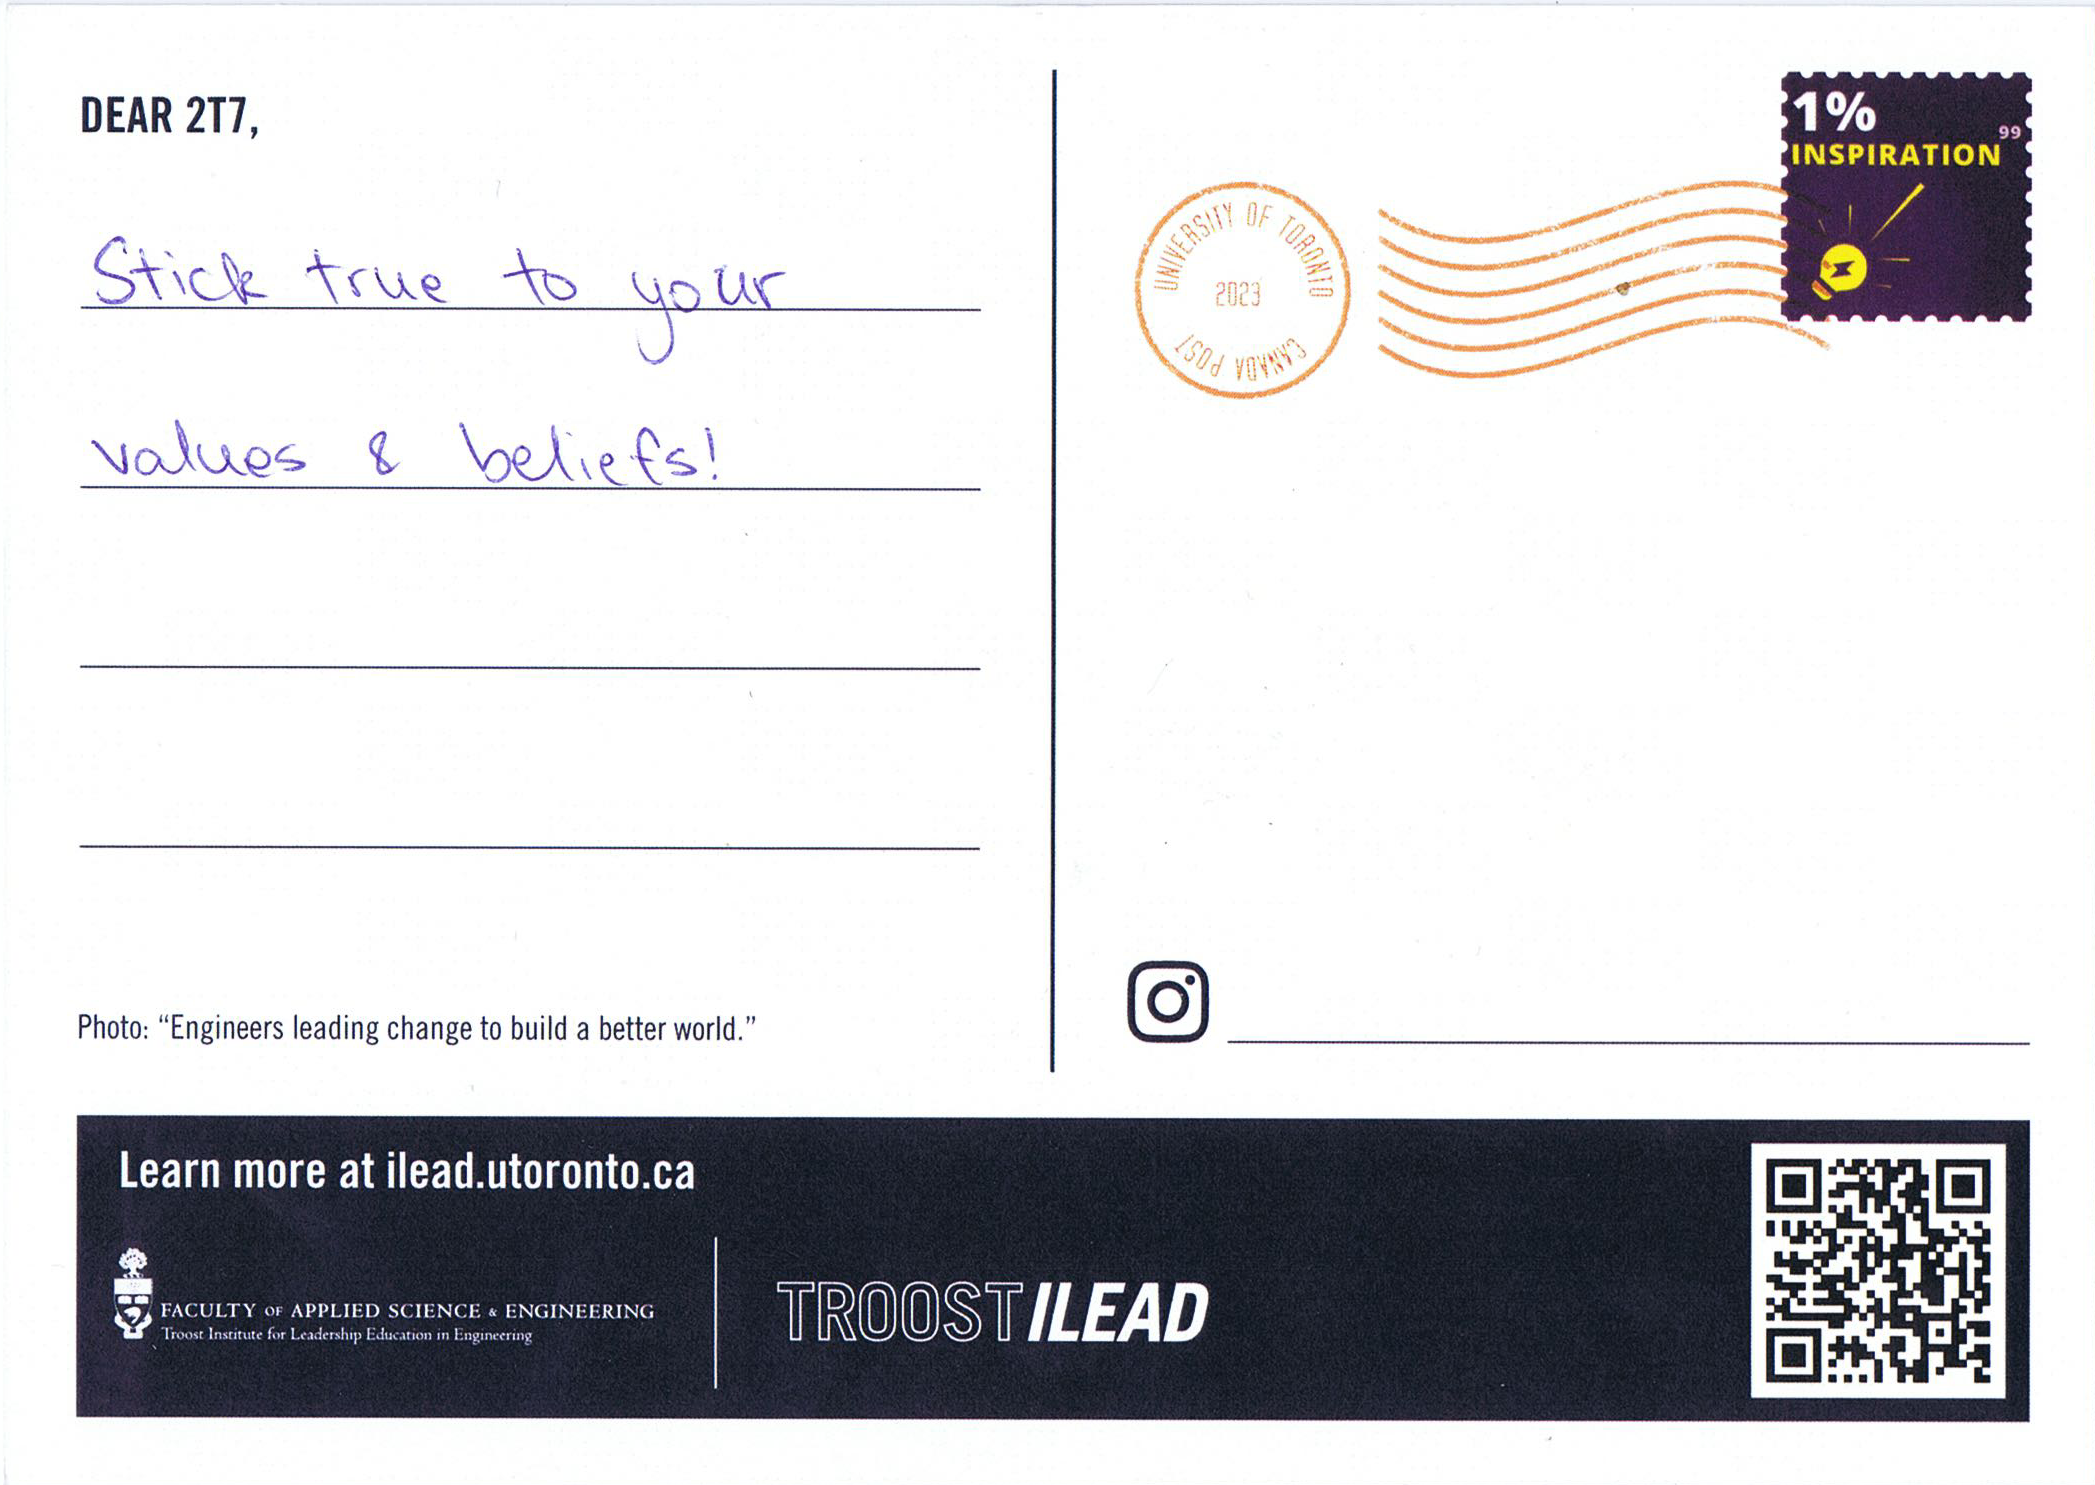 DEAR 2T7,
Stick true to your
values & beliefs!
Photo: “Engineers leading change to build a better world.”
1%
99
INSPIRATION
UNIVERSITY OF TORONTO
2023
CANADA POST
Learn more at ilead.utoronto.ca
FACULTY OF APPLIED SCIENCE & ENGINEERING
Troost Institute for Leadership Education in Engineering
TROOST ILEAD